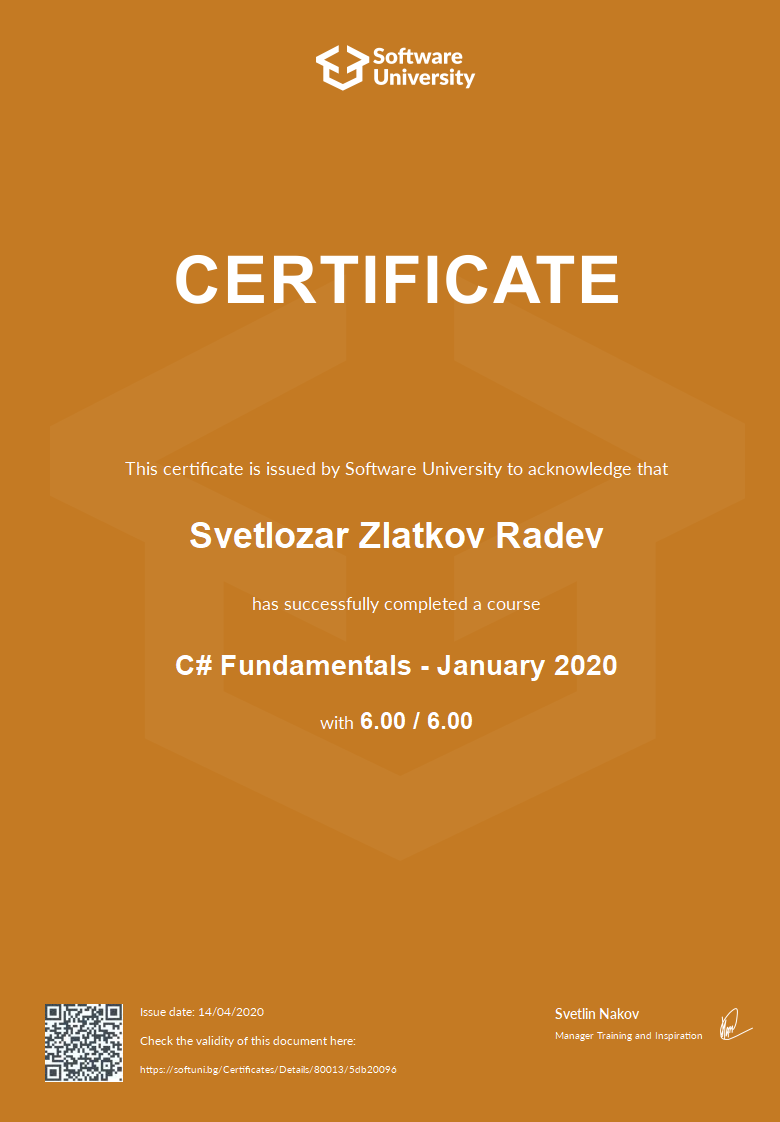 Software
University
CERTIFICATE
This certificate is issued by Software University to acknowledge that
Svetlozar Zlatkov Radev
has successfully completed a course
C# Fundamentals - January 2020
with 6.00 / 6.00
Issue date: 14/04/2020
Check the validity of this document here:
https://softuni.bg/Certificates/Details/80013/5db20096
Svetlin Nakov
Manager Training and Inspiration